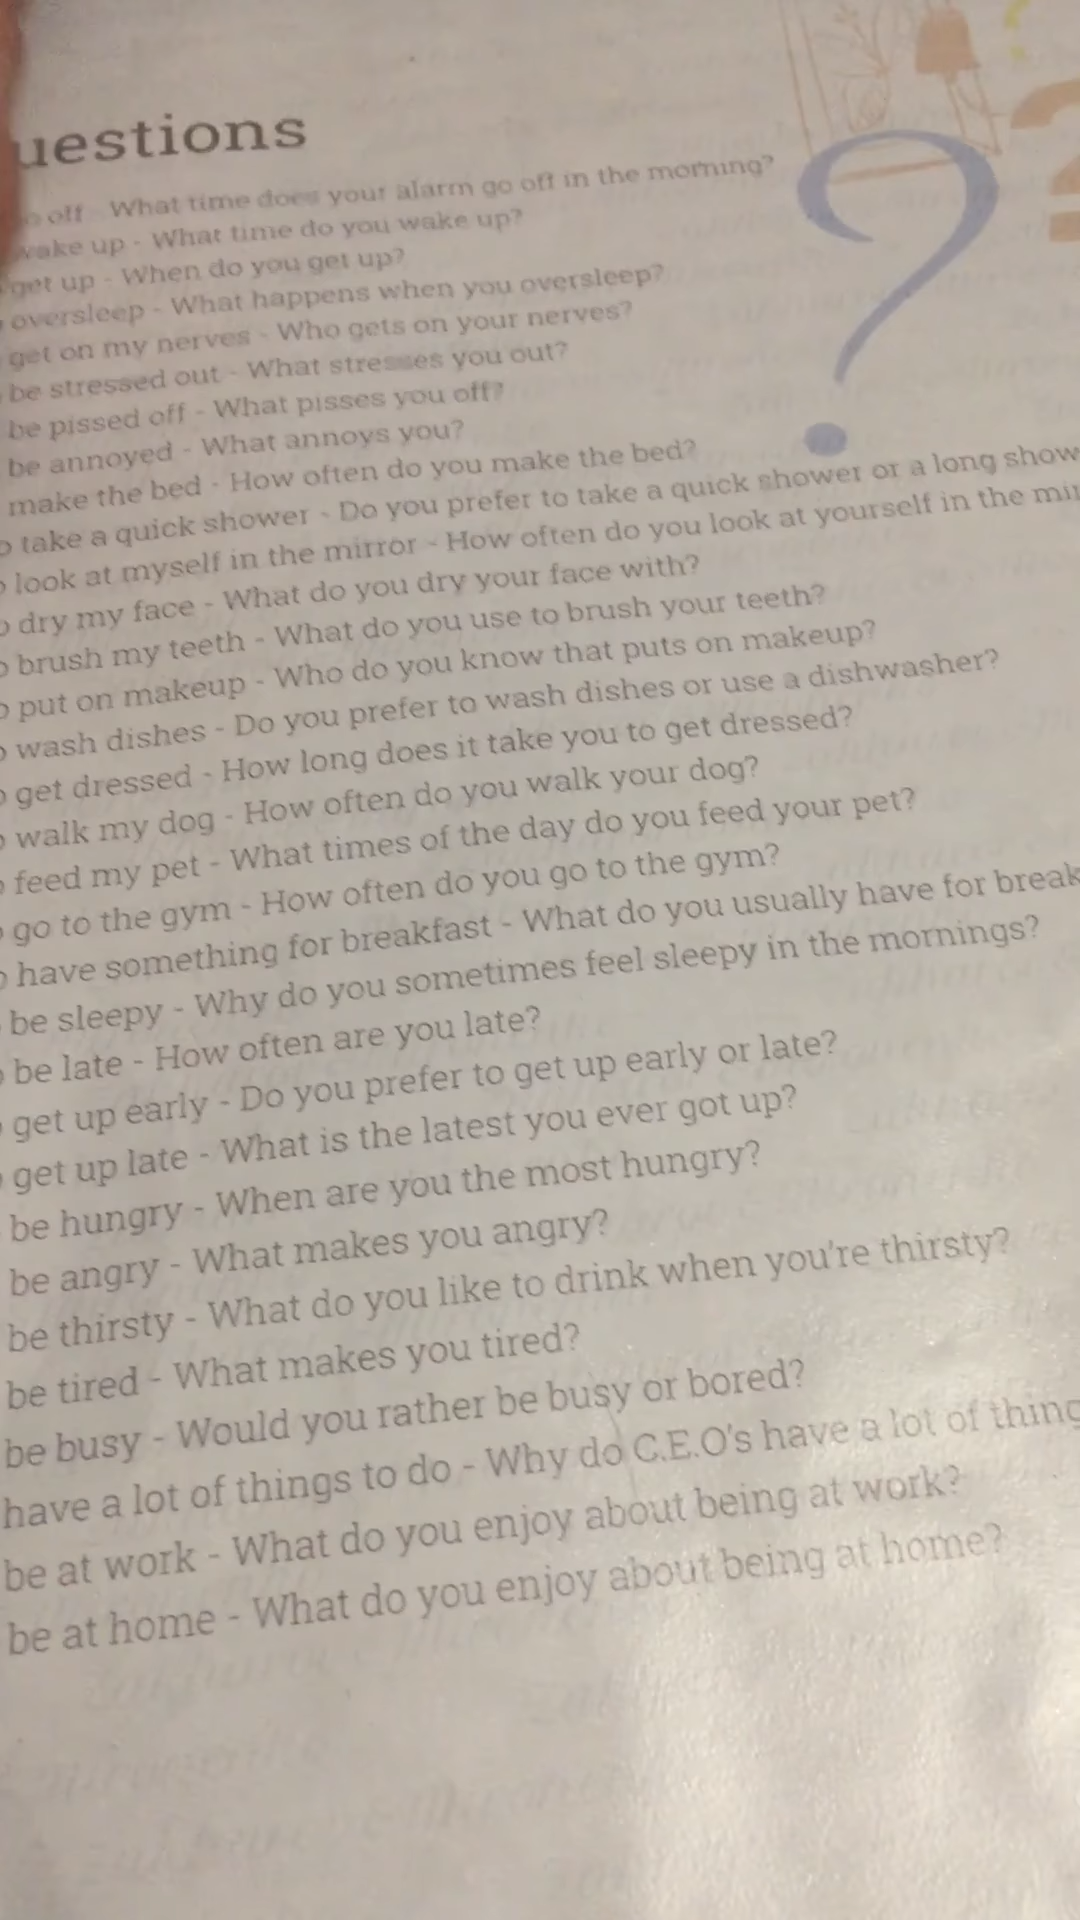 uestions
off - What time does your alarm go off in the morning?
wake up - What time do you wake up?
get up - When do you get up?
oversleep - What happens when you oversleep?
get on my nerves - Who gets on your nerves?
be stressed out - What stresses you out?
be pissed off - What pisses you off?
be annoyed - What annoys you?
make the bed - How often do you make the bed?
o take a quick shower - Do you prefer to take a quick shower or a long show
o look at myself in the mirror - How often do you look at yourself in the mir
o dry my face - What do you dry your face with?
o brush my teeth - What do you use to brush your teeth?
o put on makeup - Who do you know that puts on makeup?
o wash dishes - Do you prefer to wash dishes or use a dishwasher?
o get dressed - How long does it take you to get dressed?
o walk my dog - How often do you walk your dog?
o feed my pet - What times of the day do you feed your pet?
o go to the gym - How often do you go to the gym?
o have something for breakfast - What do you usually have for break
be sleepy - Why do you sometimes feel sleepy in the mornings?
o be late - How often are you late?
get up early - Do you prefer to get up early or late?
get up late - What is the latest you ever got up?
be hungry - When are you the most hungry?
be angry - What makes you angry?
be thirsty - What do you like to drink when you're thirsty?
be tired - What makes you tired?
be busy - Would you rather be busy or bored?
have a lot of things to do - Why do C.E.O's have a lot of thing
be at work - What do you enjoy about being at work?
be at home - What do you enjoy about being at home?